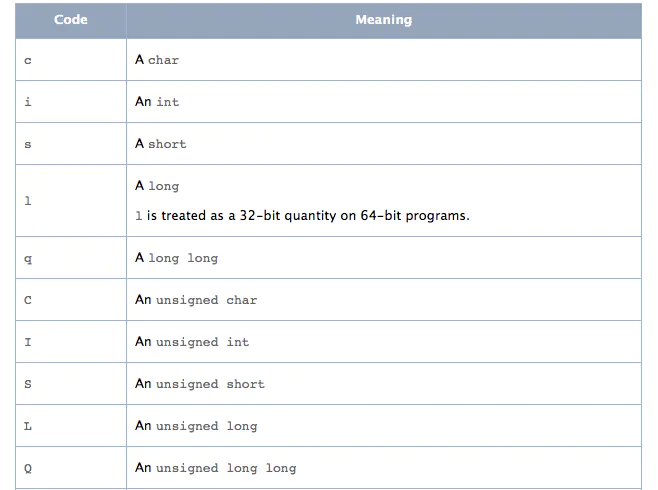 Code Meaning
c A char
i An int
s A short
l A long
l is treated as a 32-bit quantity on 64-bit programs.
q A long long
C An unsigned char
I An unsigned int
S An unsigned short
L An unsigned long
Q An unsigned long long